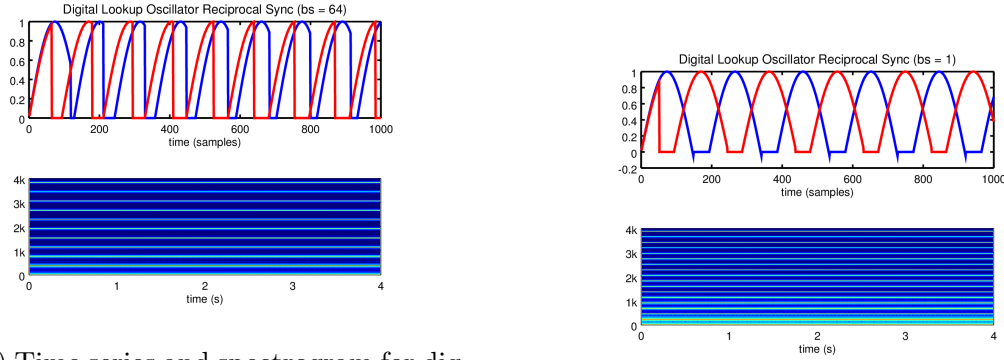 Digital Lookup Oscillator Reciprocal Sync (bs = 64)
1
0.8
0.6
0.4
0.2
0
0 200 400 600 800 1000
time (samples)
4k
3k
2k
1k
0
0 1 2 3 4
time (s)
) Time series and spectrogram for dig
Digital Lookup Oscillator Reciprocal Sync (bs = 1)
1
0.8
0.6
0.4
0.2
0
-0.2
0 200 400 600 800 1000
time (samples)
4k
3k
2k
1k
0
0 1 2 3 4
time (s)